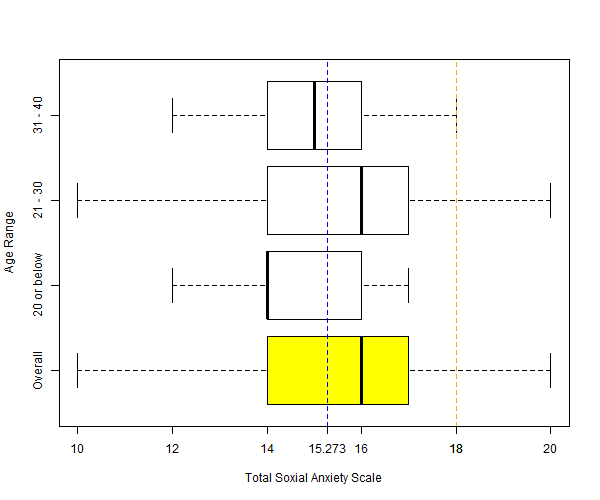 31 - 40
21 - 30
20 or below
Overall
Age Range
10 12 14 15.273 16 18 20
Total Soxial Anxiety Scale